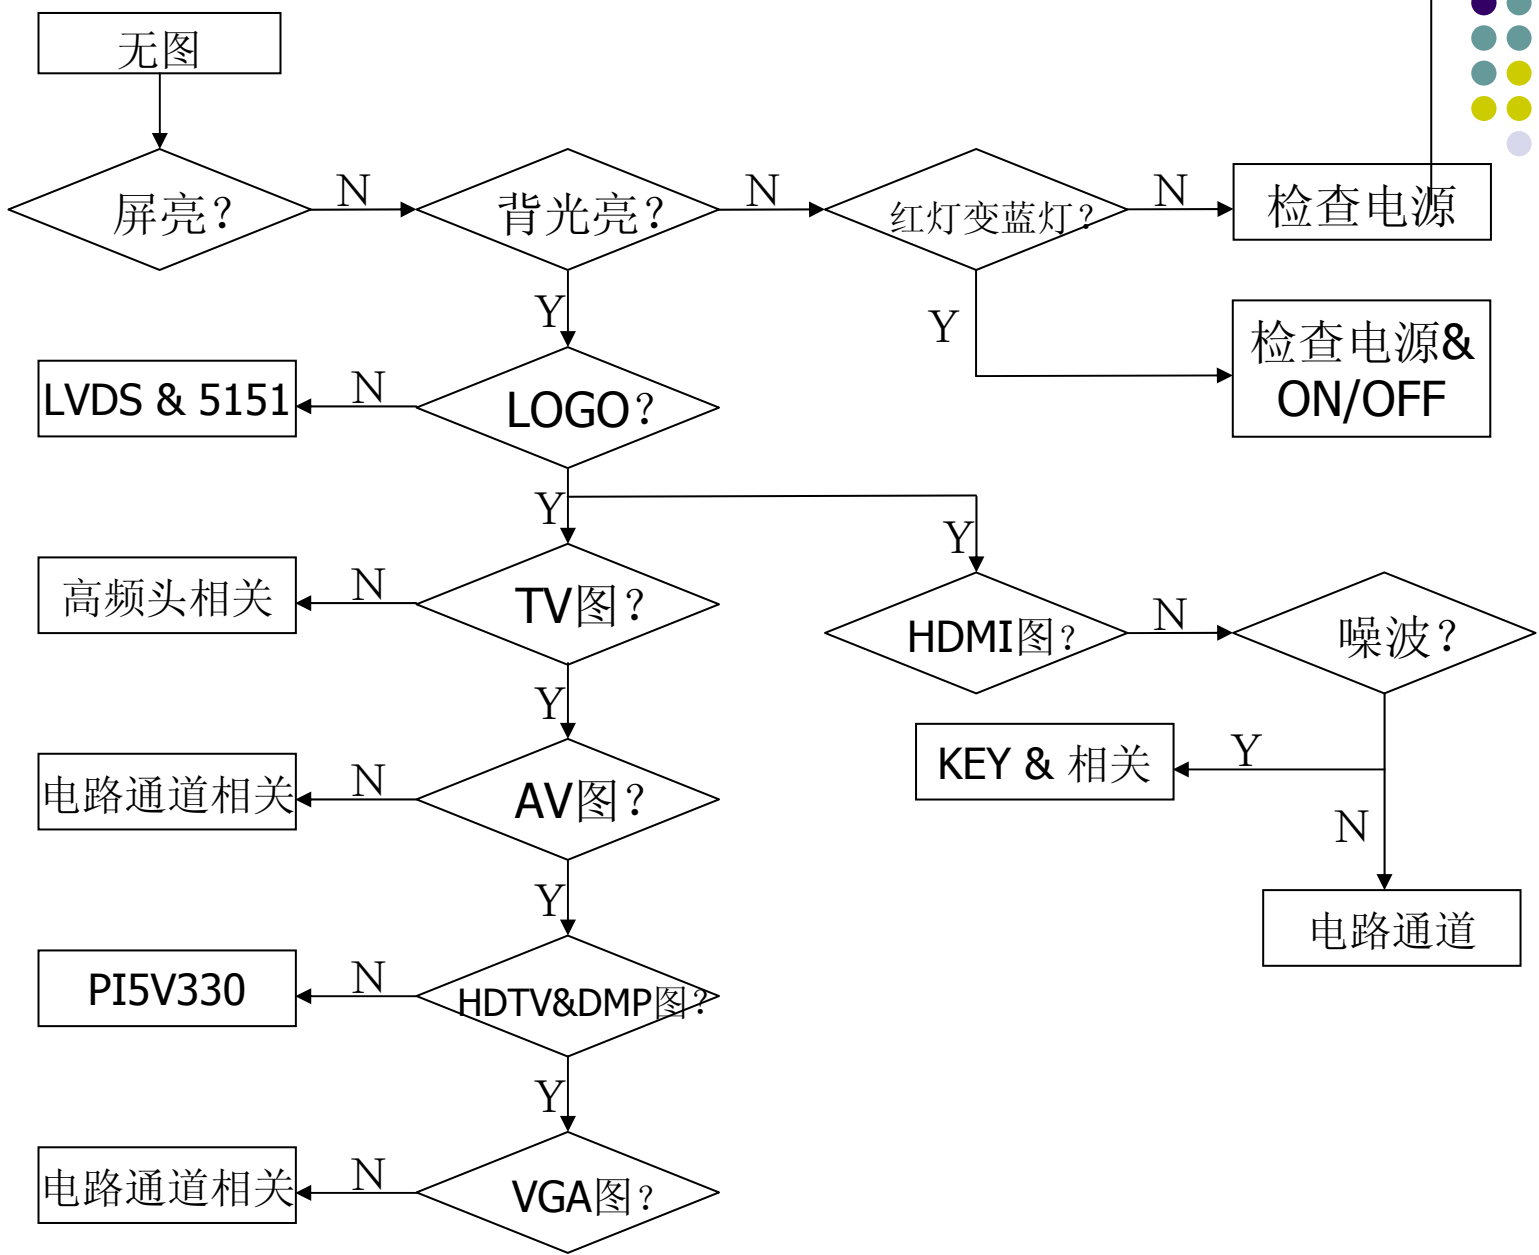 无图
屏亮？
N
背光亮？
N
红灯变蓝灯？
N
检查电源
Y
Y
检查电源&
ON/OFF
LVDS & 5151
N
LOGO？
Y
Y
高频头相关
N
TV图？
HDMI图？
N
噪波？
Y
电路通道相关
N
AV图？
KEY & 相关
Y
N
Y
电路通道
PI5V330
N
HDTV&DMP图？
Y
电路通道相关
N
VGA图？